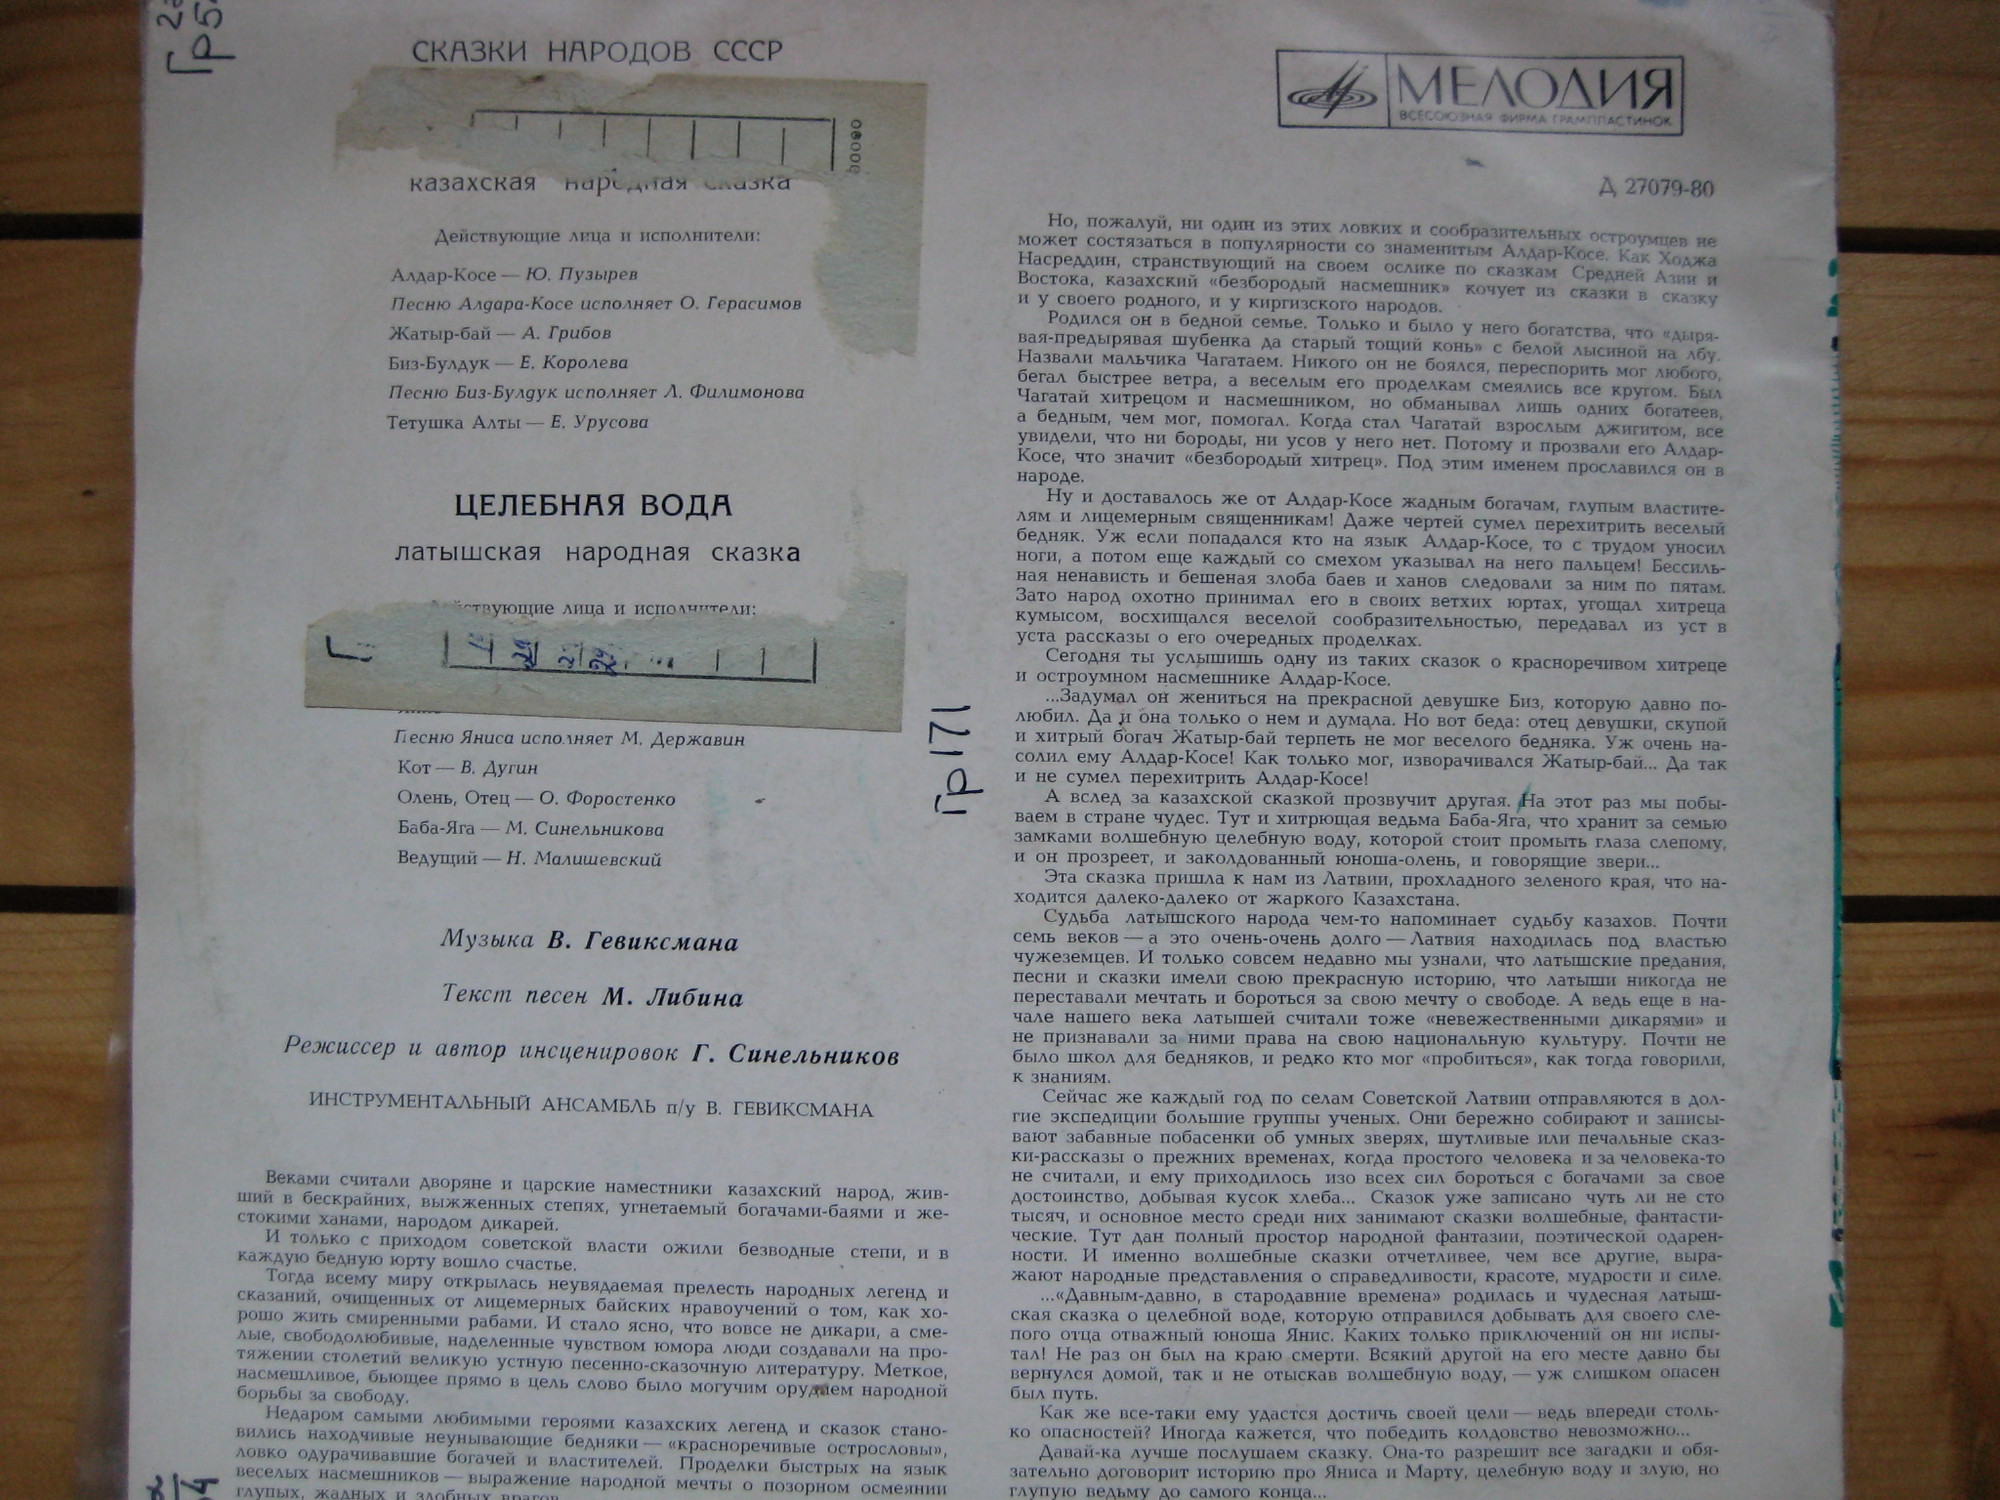 СКАЗКИ НАРОДОВ СССР
казахская народная сказка
Действующие лица и исполнители:
Алдар-Косе — Ю. Пузырев
Песню Алдара-Косе исполняет О. Герасимов
Жатыр-бай — А. Грибов
Биз-Булдук — Е. Королева
Песню Биз-Булдук исполняет Л. Филимонова
Тетушка Алты — Е. Урусова
ЦЕЛЕБНАЯ ВОДА
латышская народная сказка
Действующие лица и исполнители:
Песню Яниса исполняет М. Державин
Кот — В. Дугин
Олень, Отец — О. Форостенко
Баба-Яга — М. Синельникова
Ведущий — Н. Малишевский
Музыка В. Гевиксмана
Текст песен М. Либина
Режиссер и автор инсценировок Г. Синельников
ИНСТРУМЕНТАЛЬНЫЙ АНСАМБЛЬ п/у В. ГЕВИКСМАНА
Веками считали дворяне и царские наместники казахский народ, жив-
ший в бескрайних, выжженных степях, угнетаемый богачами-баями и же-
стокими ханами, народом дикарей.
И только с приходом советской власти ожили безводные степи, и в
каждую бедную юрту вошло счастье.
Тогда всему миру открылась неувядаемая прелесть народных легенд и
сказаний, очищенных от лицемерных байских нравоучений о том, как хо-
рошо жить смиренными рабами. И стало ясно, что вовсе не дикари, а сме-
лые, свободолюбивые, наделенные чувством юмора люди создавали на про-
тяжении столетий великую устную песенно-сказочную литературу. Меткое,
насмешливое, бьющее прямо в цель слово было могучим орудием народной
борьбы за свободу.
Недаром самыми любимыми героями казахских легенд и сказок стано-
вились находчивые неунывающие бедняки — «красноречивые острословы»,
ловко одурачивавшие богачей и властителей. Проделки быстрых на язык
веселых насмешников — выражение народной мечты о позорном осмеянии
глупых, жадных и злобных врагов.
МЕЛОДИЯ
ВСЕСОЮЗНАЯ ФИРМА ГРАМПЛАСТИНОК
Д 27079-80
Но, пожалуй, ни один из этих ловких и сообразительных остроумцев не
может состязаться в популярности со знаменитым Алдар-Косе. Как Ходжа
Насреддин, странствующий на своем ослике по сказкам Средней Азии и
Востока, казахский «безбородый насмешник» кочует из сказки в сказку
и у своего родного, и у киргизского народов.
Родился он в бедной семье. Только и было у него богатства, что «дыря-
вая-предырявая шубенка да старый тощий конь» с белой лысиной на лбу.
Назвали мальчика Чагатаем. Никого он не боялся, переспорить мог любого,
бегал быстрее ветра, а веселым его проделкам смеялись все кругом. Был
Чагатай хитрецом и насмешником, но обманывал лишь одних богатеев,
а бедным, чем мог, помогал. Когда стал Чагатай взрослым джигитом, все
увидели, что ни бороды, ни усов у него нет. Потому и прозвали его Алдар-
Косе, что значит «безбородый хитрец». Под этим именем прославился он в
народе.
Ну и доставалось же от Алдар-Косе жадным богачам, глупым властите-
лям и лицемерным священникам! Даже чертей сумел перехитрить веселый
бедняк. Уж если попадался кто на язык Алдар-Косе, то с трудом уносил
ноги, а потом еще каждый со смехом указывал на него пальцем! Бессиль-
ная ненависть и бешеная злоба баев и ханов следовали за ним по пятам.
Зато народ охотно принимал его в своих ветхих юртах, угощал хитреца
кумысом, восхищался веселой сообразительностью, передавал из уст в
уста рассказы о его очередных проделках.
Сегодня ты услышишь одну из таких сказок о красноречивом хитреце
и остроумном насмешнике Алдар-Косе.
...Задумал он жениться на прекрасной девушке Биз, которую давно по-
любил. Да и она только о нем и думала. Но вот беда: отец девушки, скупой
и хитрый богач Жатыр-бай терпеть не мог веселого бедняка. Уж очень на-
солил ему Алдар-Косе! Как только мог, изворачивался Жатыр-бай... Да так
и не сумел перехитрить Алдар-Косе!
А вслед за казахской сказкой прозвучит другая. На этот раз мы побы-
ваем в стране чудес. Тут и хитрющая ведьма Баба-Яга, что хранит за семью
замками волшебную целебную воду, которой стоит промыть глаза слепому,
и он прозреет, и заколдованный юноша-олень, и говорящие звери...
Эта сказка пришла к нам из Латвии, прохладного зеленого края, что на-
ходится далеко-далеко от жаркого Казахстана.
Судьба латышского народа чем-то напоминает судьбу казахов. Почти
семь веков — а это очень-очень долго — Латвия находилась под властью
чужеземцев. И только совсем недавно мы узнали, что латышские предания,
песни и сказки имели свою прекрасную историю, что латыши никогда не
переставали мечтать и бороться за свою мечту о свободе. А ведь еще в на-
чале нашего века латышей считали тоже «невежественными дикарями» и
не признавали за ними права на свою национальную культуру. Почти не
было школ для бедняков, и редко кто мог «пробиться», как тогда говорили,
к знаниям.
Сейчас же каждый год по селам Советской Латвии отправляются в дол-
гие экспедиции большие группы ученых. Они бережно собирают и записы-
вают забавные побасенки об умных зверях, шутливые или печальные сказ-
ки-рассказы о прежних временах, когда простого человека и за человека-то
не считали, и ему приходилось изо всех сил бороться с богачами за свое
достоинство, добывая кусок хлеба... Сказок уже записано чуть ли не сто
тысяч, и основное место среди них занимают сказки волшебные, фантасти-
ческие. Тут дан полный простор народной фантазии, поэтической одарен-
ности. И именно волшебные сказки отчетливее, чем все другие, выра-
жают народные представления о справедливости, красоте, мудрости и силе.
...«Давным-давно, в стародавние времена» родилась и чудесная латыш-
ская сказка о целебной воде, которую отправился добывать для своего сле-
пого отца отважный юноша Янис. Каких только приключений он ни испы-
тал! Не раз он был на краю смерти. Всякий другой на его месте давно бы
вернулся домой, так и не отыскав волшебную воду, — уж слишком опасен
был путь.
Как же все-таки ему удастся достичь своей цели — ведь впереди столь-
ко опасностей? Иногда кажется, что победить колдовство невозможно...
Давай-ка лучше послушаем сказку. Она-то разрешит все загадки и обя-
зательно договорит историю про Яниса и Марту, целебную воду и злую, но
глупую ведьму до самого конца...
гр 171